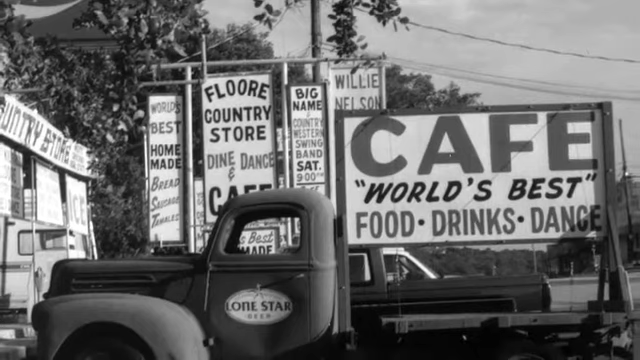 COUNTRY STORE
ICE
WORLD'S
BEST
HOME
MADE
BREAD
SAUSAGE
TAMALES
FLOORE
COUNTRY
STORE
DINE DANCE
&
CAFE
BIG
NAME
COUNTRY
WESTERN
SWING
BAND
SAT.
9:00
WILLIE
NELSON
CAFE
"WORLD'S BEST"
FOOD • DRINKS • DANCE
Best
MADE
LONE STAR
BEER